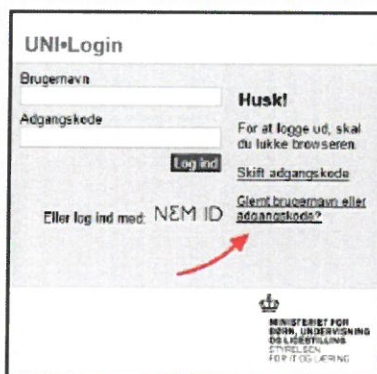 UNI•Login
Brugernavn
Adgangskode
Log ind
Eller log ind med: NEM ID
Husk!
For at logge ud, skal
du lukke browseren.
Skift adgangskode
Glemt brugernavn eller
adgangskode?
MINISTERIET FOR
BØRN, UNDERVISNING
OG LIGESTILLING
STYRELSEN
FOR IT OG LÆRING